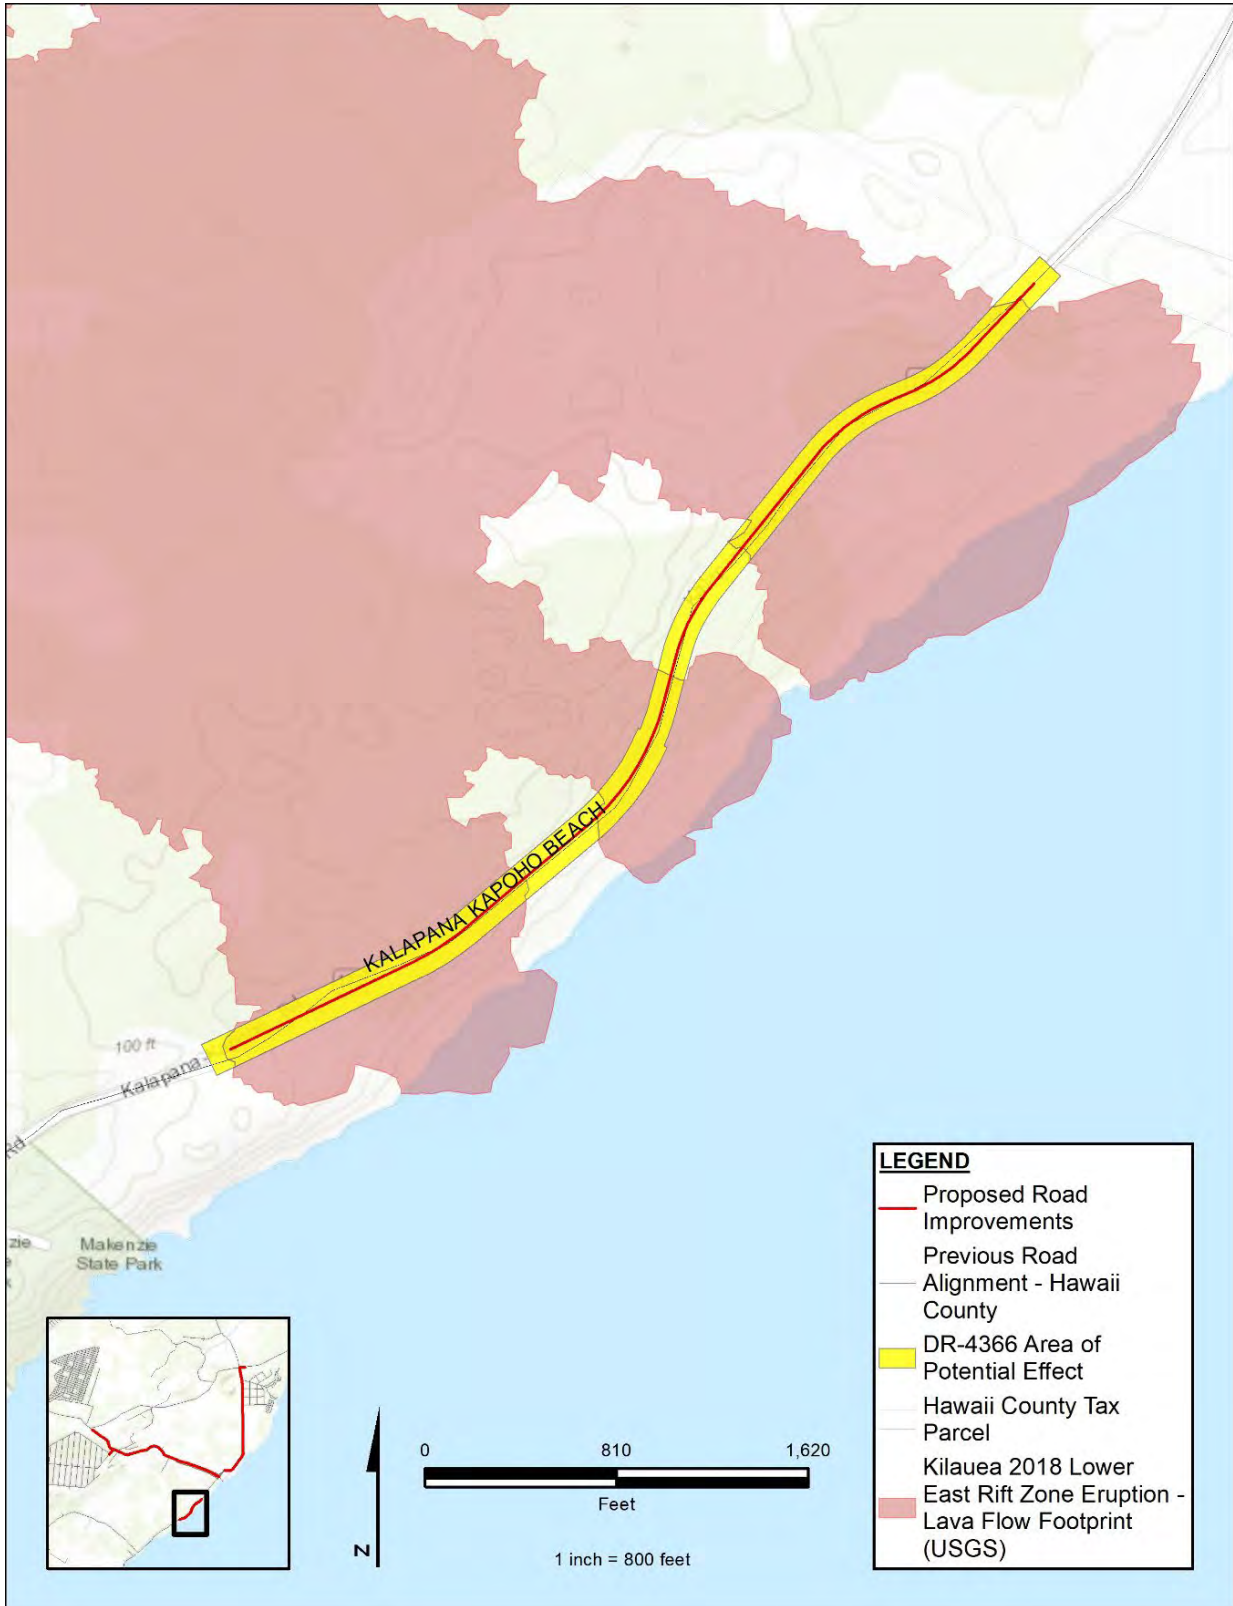 KALAPANA KAPOHO BEACH
100 ft
Kalapana-
Rd
zie
Makenzie
State Park
LEGEND
Proposed Road
Improvements
Previous Road
Alignment - Hawaii
County
DR-4366 Area of
Potential Effect
Hawaii County Tax
Parcel
Kilauea 2018 Lower
East Rift Zone Eruption -
Lava Flow Footprint
(USGS)
0 810 1,620
Feet
1 inch = 800 feet
N